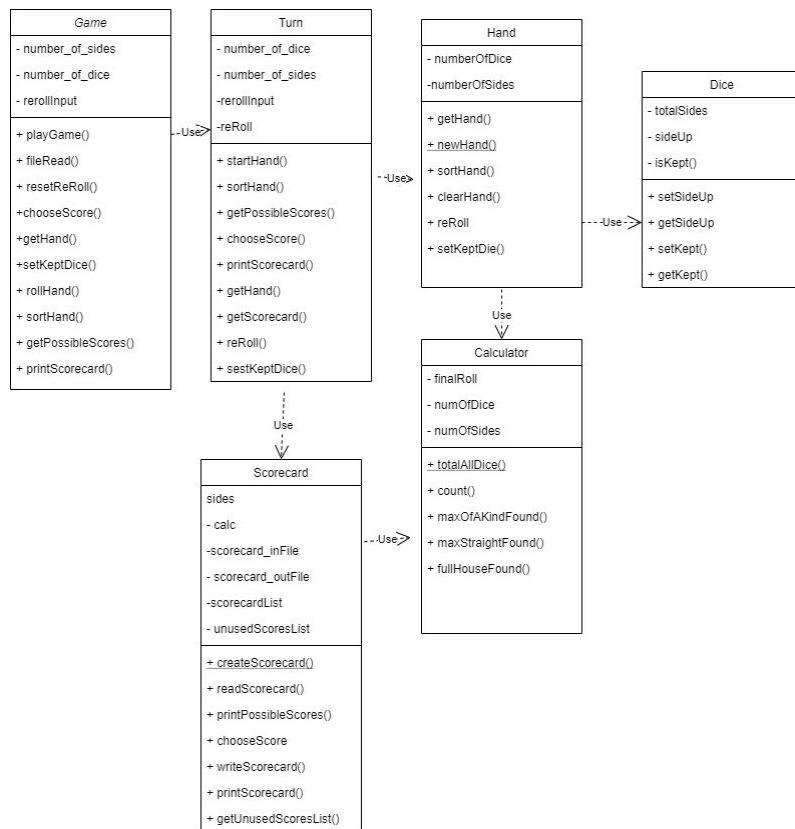 Game
- number_of_sides
- number_of_dice
- rerollInput
+ playGame()
+ fileRead()
+ resetReRoll()
+chooseScore()
+getHand()
+setKeptDice()
+ rollHand()
+ sortHand()
+ getPossibleScores()
+ printScorecard()
Use
Turn
- number_of_dice
- number_of_sides
-rerollInput
-reRoll
+ startHand()
+ sortHand()
+ getPossibleScores()
+ chooseScore()
+ printScorecard()
+ getHand()
+ getScorecard()
+ reRoll()
+ sestKeptDice()
Use
Hand
- numberOfDice
-numberOfSides
+ getHand()
+ newHand()
+ sortHand()
+ clearHand()
+ reRoll
+ setKeptDie()
Use
Dice
- totalSides
- sideUp
- isKept()
+ setSideUp
+ getSideUp
+ setKept()
+ getKept()
Use
Use
Calculator
- finalRoll
- numOfDice
- numOfSides
+ totalAllDice()
+ count()
+ maxOfAKindFound()
+ maxStraightFound()
+ fullHouseFound()
Scorecard
sides
- calc
-scorecard_inFile
- scorecard_outFile
-scorecardList
- unusedScoresList
+ createScorecard()
+ readScorecard()
+ printPossibleScores()
+ chooseScore
+ writeScorecard()
+ printScorecard()
+ getUnusedScoresList()
Use